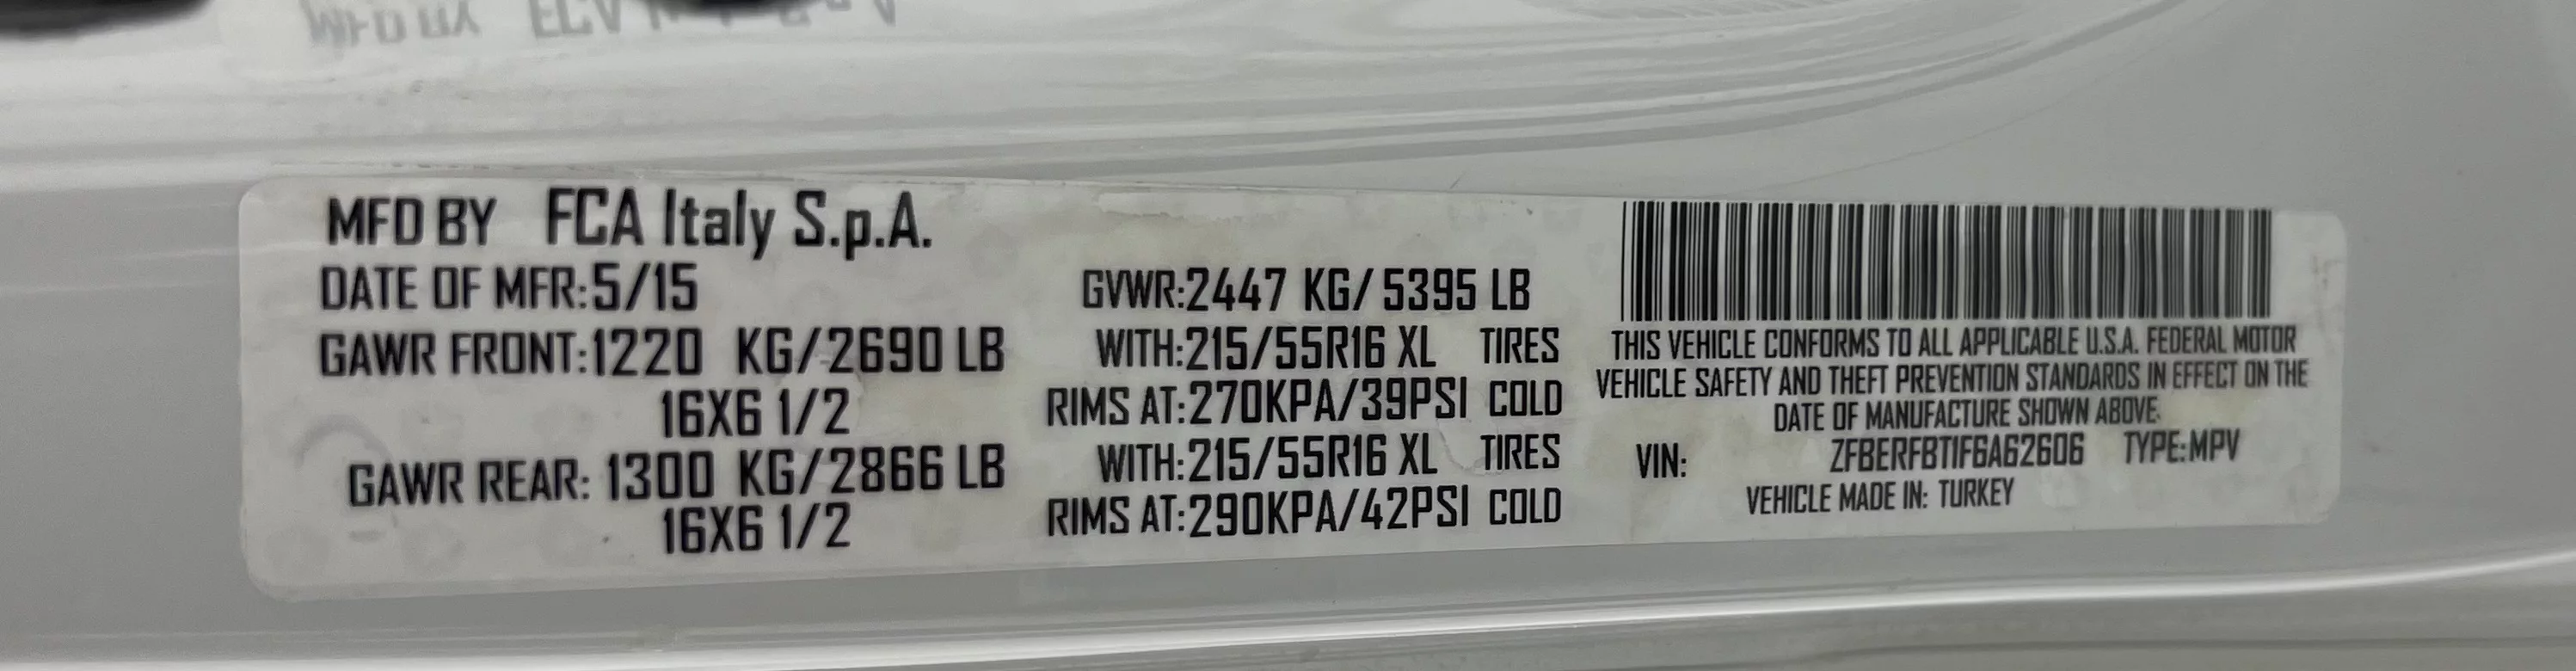 MFD BY FCA Italy S.p.A.
DATE OF MFR:5/15
GAWR FRONT:1220 KG/2690 LB
16X6 1/2
GAWR REAR: 1300 KG/2866 LB
16X6 1/2
GVWR:2447 KG/ 5395 LB
WITH:215/55R16 XL TIRES
RIMS AT:270KPA/39PSI COLD
WITH:215/55R16 XL TIRES
RIMS AT:290KPA/42PSI COLD
THIS VEHICLE CONFORMS TO ALL APPLICABLE U.S.A. FEDERAL MOTOR
VEHICLE SAFETY AND THEFT PREVENTION STANDARDS IN EFFECT ON THE
DATE OF MANUFACTURE SHOWN ABOVE.
VIN: ZFBERFBT1F6A62606 TYPE:MPV
VEHICLE MADE IN: TURKEY